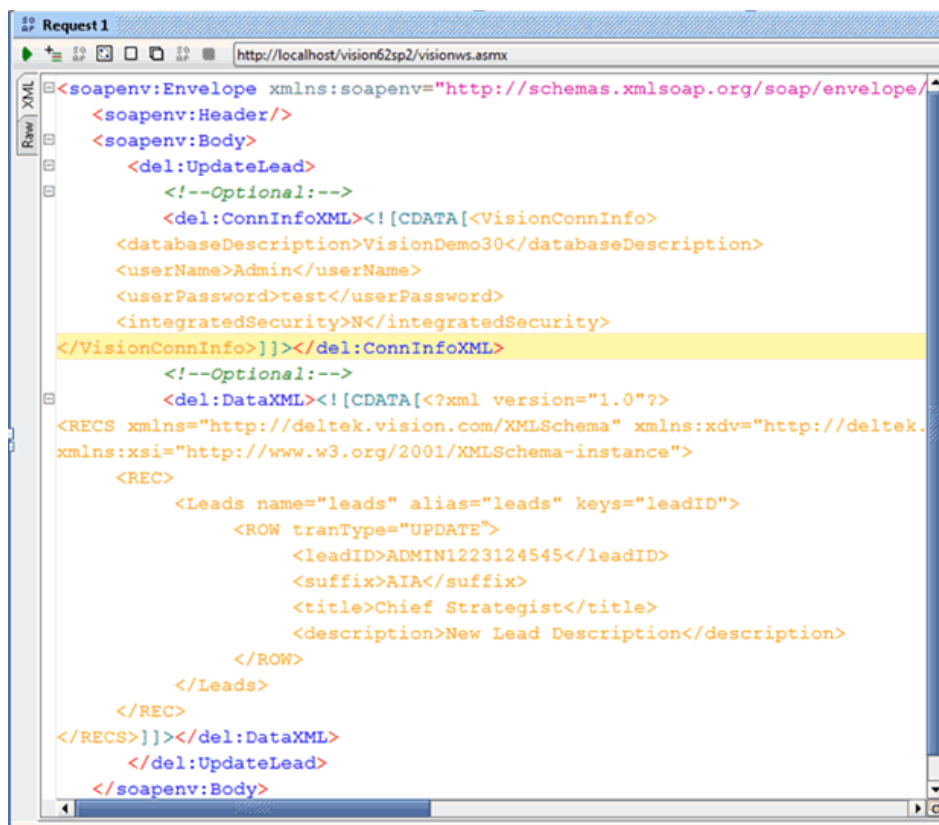 Request 1
http://localhost/vision62sp2/visionws.asmx
XML
Raw
<soapenv:Envelope xmlns:soapenv="http://schemas.xmlsoap.org/soap/envelope/
<soapenv:Header/>
<soapenv:Body>
<del:UpdateLead>
<!--Optional:-->
<del:ConnInfoXML><![CDATA[<VisionConnInfo>
<databaseDescription>VisionDemo30</databaseDescription>
<userName>Admin</userName>
<userPassword>test</userPassword>
<integratedSecurity>N</integratedSecurity>
</VisionConnInfo>]]></del:ConnInfoXML>
<!--Optional:-->
<del:DataXML><![CDATA[<?xml version="1.0"?>
<RECS xmlns="http://deltek.vision.com/XMLSchema" xmlns:xdv="http://deltek.
xmlns:xsi="http://www.w3.org/2001/XMLSchema-instance">
<REC>
<Leads name="leads" alias="leads" keys="leadID">
<ROW tranType="UPDATE">
<leadID>ADMIN1223124545</leadID>
<suffix>AIA</suffix>
<title>Chief Strategist</title>
<description>New Lead Description</description>
</ROW>
</Leads>
</REC>
</RECS>]]></del:DataXML>
</del:UpdateLead>
</soapenv:Body>